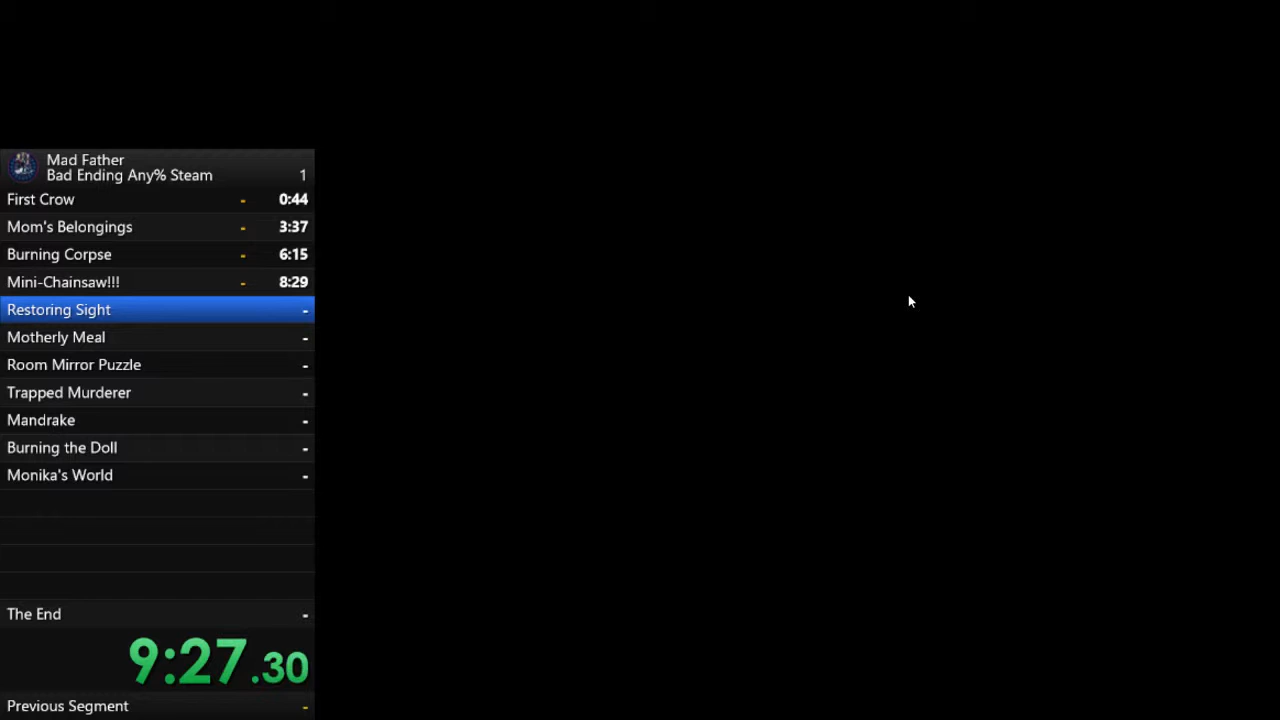 Mad Father
Bad Ending Any% Steam 1
First Crow - 0:44
Mom's Belongings - 3:37
Burning Corpse - 6:15
Mini-Chainsaw!!! - 8:29
Restoring Sight -
Motherly Meal -
Room Mirror Puzzle -
Trapped Murderer -
Mandrake -
Burning the Doll -
Monika's World -
The End -
9:27.30
Previous Segment -